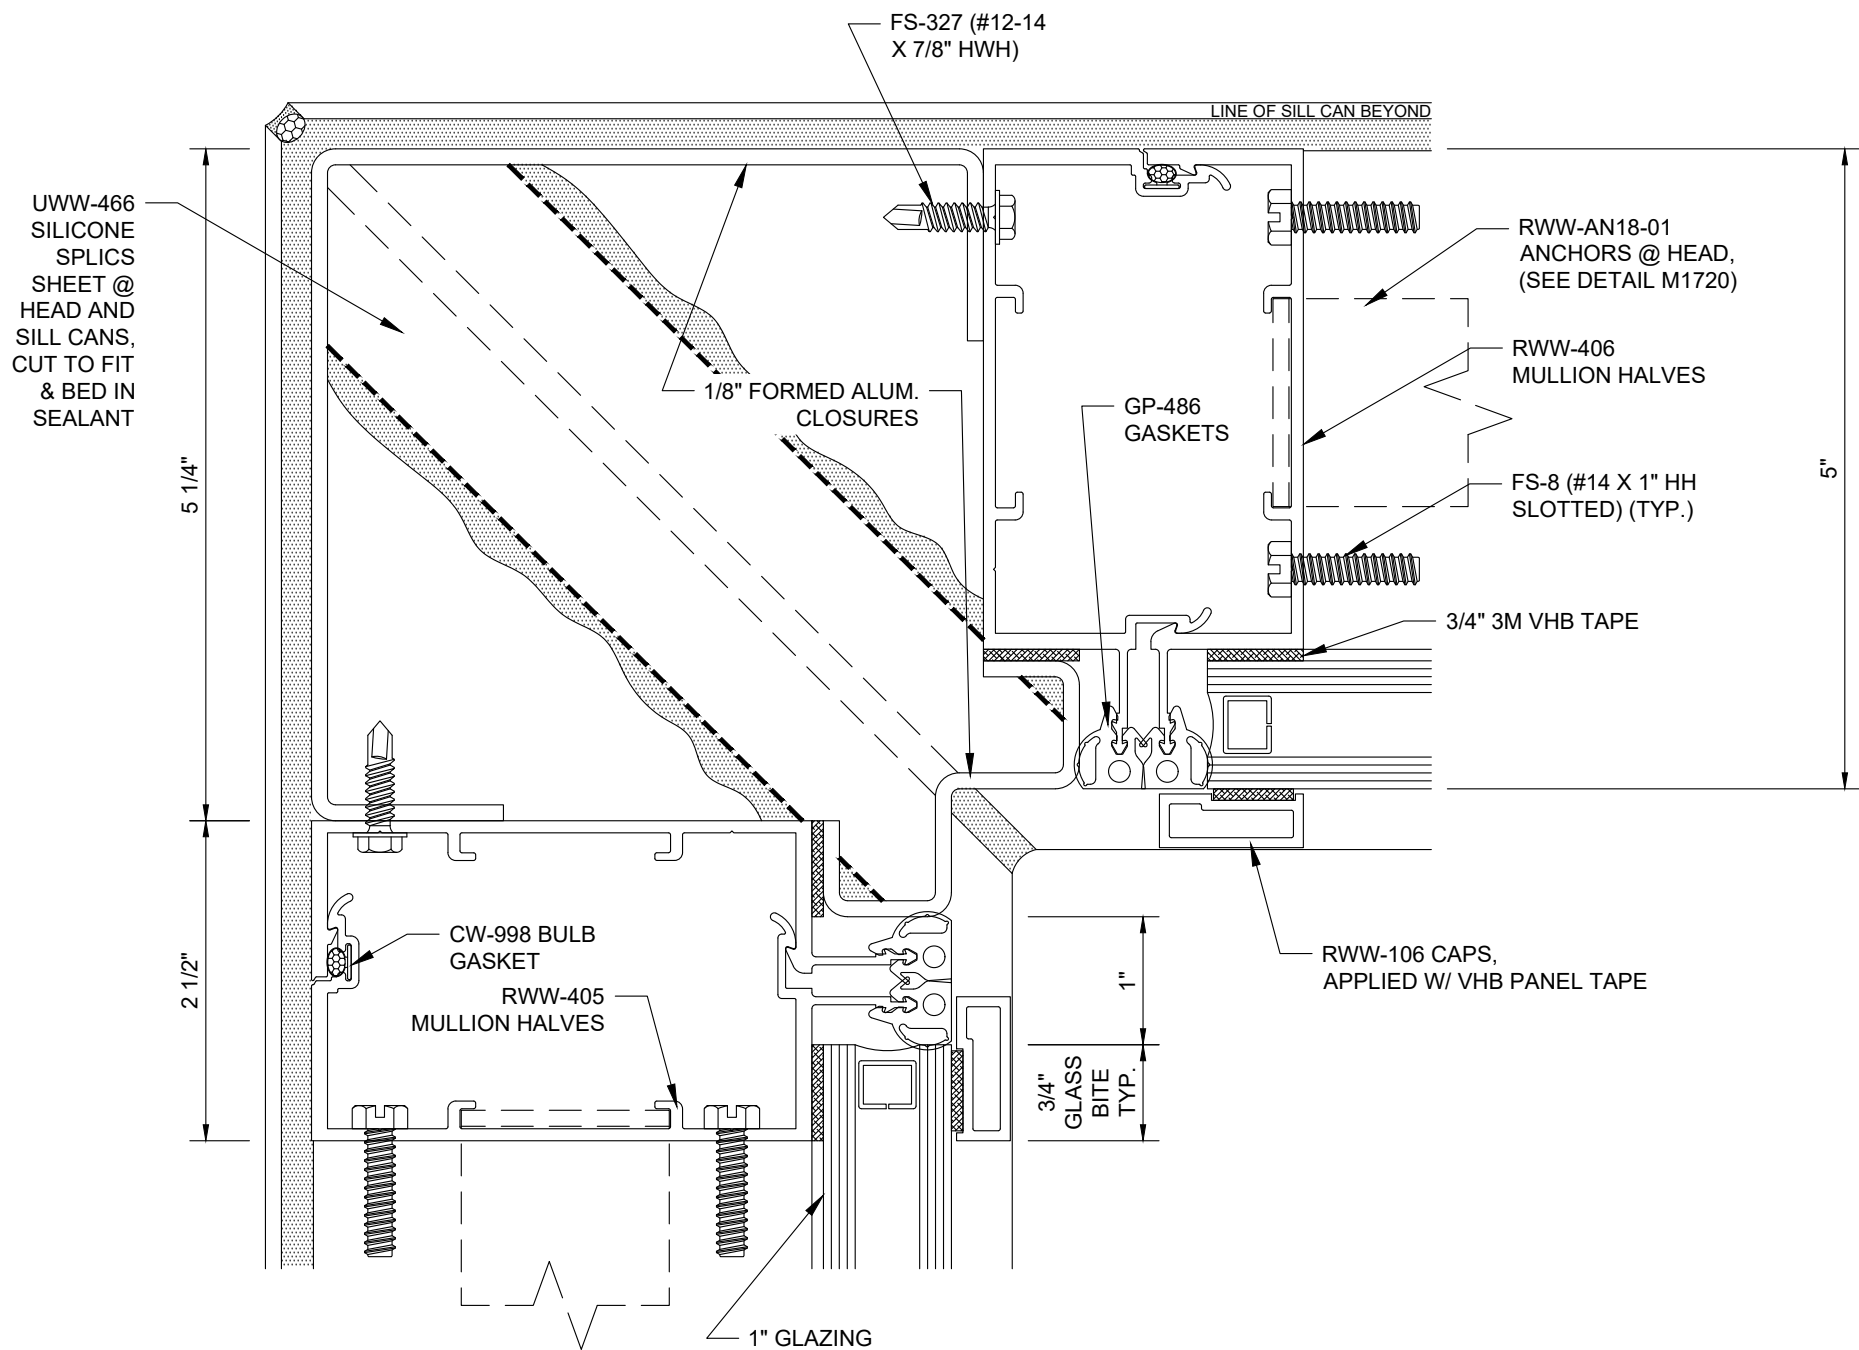 FS-327 (#12-14
X 7/8" HWH)
LINE OF SILL CAN BEYOND
UWW-466
SILICONE
SPLICS
SHEET @
HEAD AND
SILL CANS,
CUT TO FIT
& BED IN
SEALANT
RWW-AN18-01
ANCHORS @ HEAD,
(SEE DETAIL M1720)
RWW-406
MULLION HALVES
1/8" FORMED ALUM.
CLOSURES
GP-486
GASKETS
5 1/4"
5"
FS-8 (#14 X 1" HH
SLOTTED) (TYP.)
3/4" 3M VHB TAPE
CW-998 BULB
GASKET
RWW-405
MULLION HALVES
2 1/2"
1"
RWW-106 CAPS,
APPLIED W/ VHB PANEL TAPE
3/4"
GLASS
BITE
TYP.
1" GLAZING